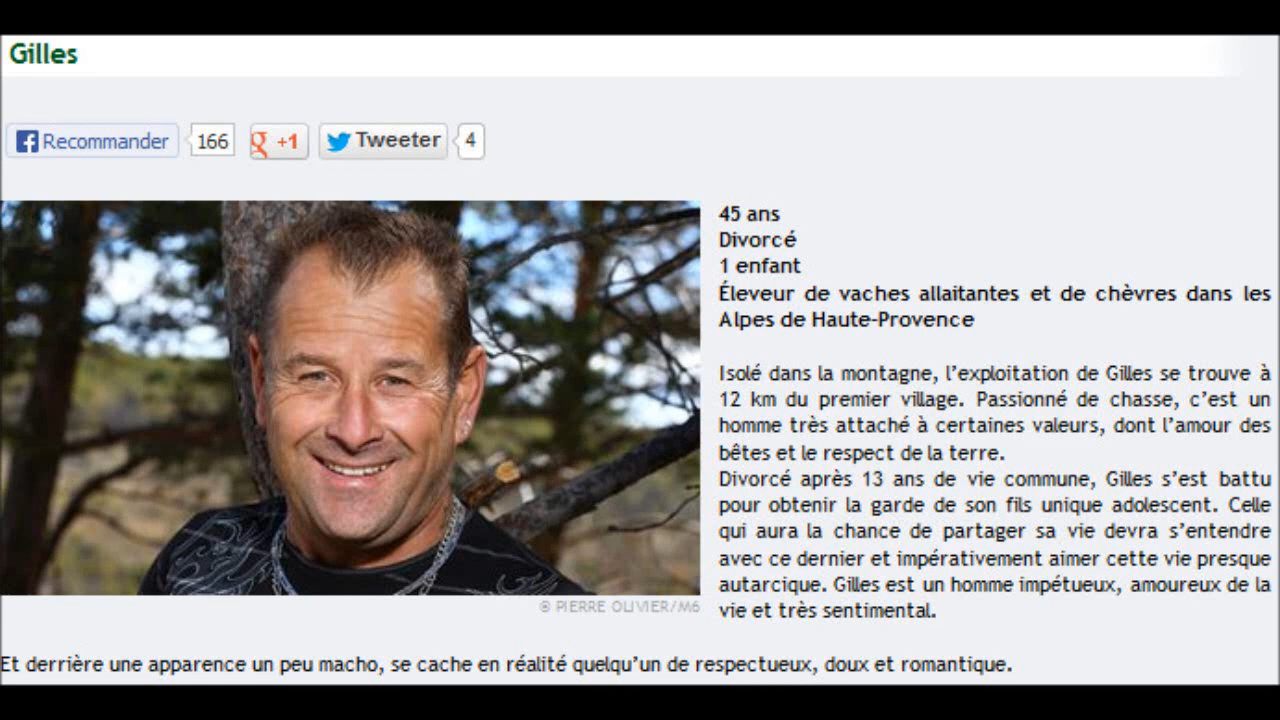 Gilles
Recommander 166 +1 Tweeter 4
45 ans
Divorcé
1 enfant
Éleveur de vaches allaitantes et de chèvres dans les
Alpes de Haute-Provence
Isolé dans la montagne, l'exploitation de Gilles se trouve à
12 km du premier village. Passionné de chasse, c'est un
homme très attaché à certaines valeurs, dont l'amour des
bêtes et le respect de la terre.
Divorcé après 13 ans de vie commune, Gilles s'est battu
pour obtenir la garde de son fils unique adolescent. Celle
qui aura la chance de partager sa vie devra s'entendre
avec ce dernier et impérativement aimer cette vie presque
autarcique. Gilles est un homme impétueux, amoureux de la
vie et très sentimental.
© PIERRE OLIVIER/M6
Et derrière une apparence un peu macho, se cache en réalité quelqu'un de respectueux, doux et romantique.